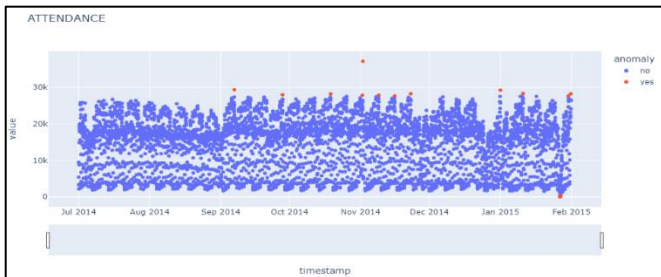 ATTENDANCE
anomaly
no
yes
value
30k
20k
10k
0
Jul 2014 Aug 2014 Sep 2014 Oct 2014 Nov 2014 Dec 2014 Jan 2015 Feb 2015
timestamp